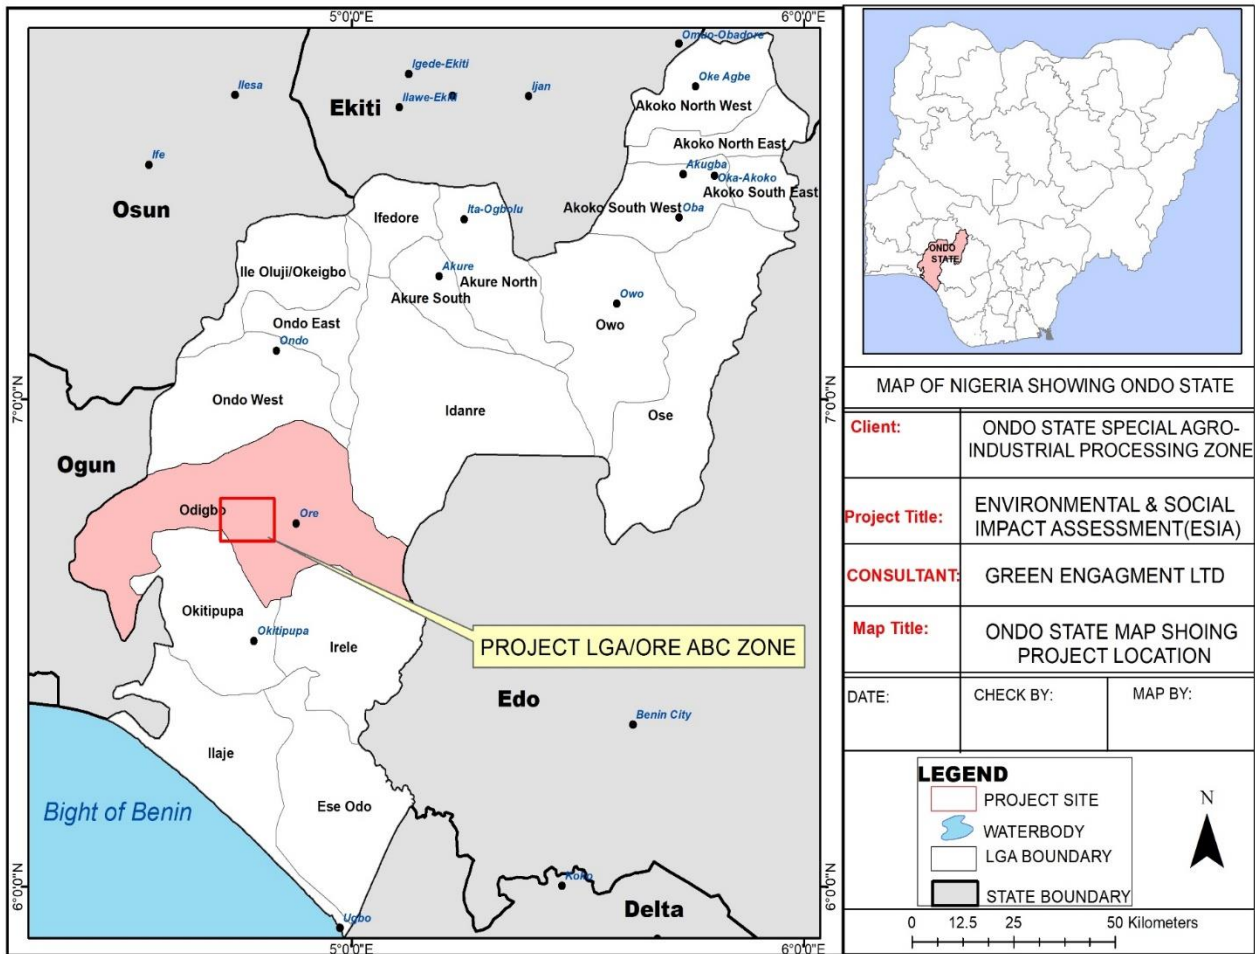 5°0'0"E
6°0'0"E
Omuo-Obadore
Igede-Ekiti
Oke Agbe
Ilesa
Ilawe-Ekiti
Ijan
Ekiti
Akoko North West
Akoko North East
Ife
Akugba
Oka-Akoko
Akoko South East
Osun
Ifedore
Ita-Ogbolu
Akoko South West
Oba
Ile Oluji/Okeigbo
Akure
Akure North
Akure South
Owo
Owo
Ondo East
Ondo
7°0'0"N
7°0'0"N
Ondo West
Idanre
Ose
Ogun
Odigbo
Ore
Okitipupa
Okitipupa
Irele
PROJECT LGA/ORE ABC ZONE
Edo
Benin City
Ilaje
Ese Odo
Bight of Benin
6°0'0"N
6°0'0"N
Koko
Ugbo
Delta
5°0'0"E
6°0'0"E
ONDO
STATE
MAP OF NIGERIA SHOWING ONDO STATE
Client:
ONDO STATE SPECIAL AGRO-
INDUSTRIAL PROCESSING ZONE
Project Title:
ENVIRONMENTAL & SOCIAL
IMPACT ASSESSMENT(ESIA)
CONSULTANT:
GREEN ENGAGMENT LTD
Map Title:
ONDO STATE MAP SHOING
PROJECT LOCATION
DATE:
CHECK BY:
MAP BY:
LEGEND
PROJECT SITE
WATERBODY
LGA BOUNDARY
STATE BOUNDARY
N
0 12.5 25 50 Kilometers